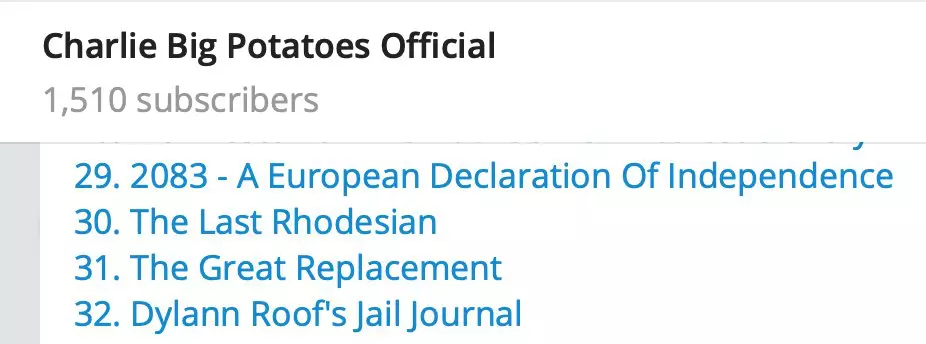 Charlie Big Potatoes Official
1,510 subscribers
29. 2083 - A European Declaration Of Independence
30. The Last Rhodesian
31. The Great Replacement
32. Dylann Roof's Jail Journal